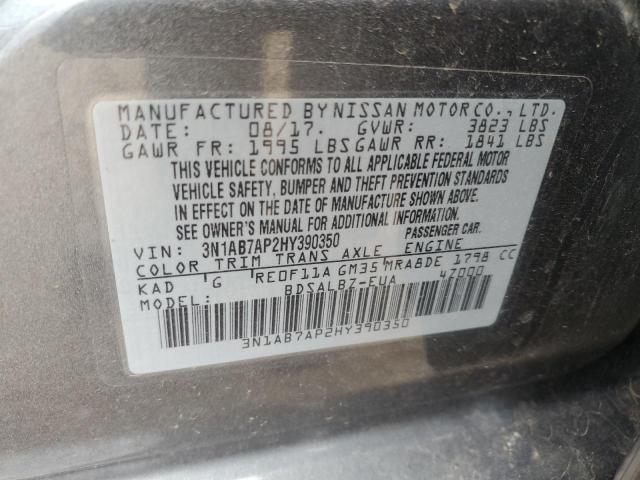 MANUFACTURED BY NISSAN MOTOR CO., LTD.
DATE: 08/17. GVWR: 3823 LBS
GAWR FR: 1995 LBS GAWR RR: 1841 LBS
THIS VEHICLE CONFORMS TO ALL APPLICABLE FEDERAL MOTOR
VEHICLE SAFETY, BUMPER AND THEFT PREVENTION STANDARDS
IN EFFECT ON THE DATE OF MANUFACTURE SHOWN ABOVE.
SEE OWNER'S MANUAL FOR ADDITIONAL INFORMATION.
VIN: 3N1AB7AP2HY390350 PASSENGER CAR.
COLOR TRIM TRANS AXLE ENGINE
KAD G RE0F11A GM35 MRA8DE 1798 CC
MODEL: BDSALBZ-EUA 4Z000
3N1AB7AP2HY390350